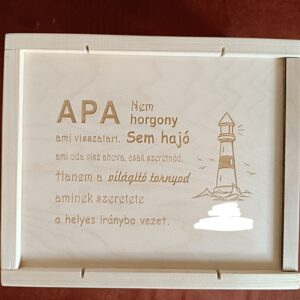 APA Nem
horgony
ami visszatart. Sem hajó
ami oda visz ahova, csak szeretnéd.
Hanem a világító tornyod
aminek szeretete
a helyes irányba vezet.